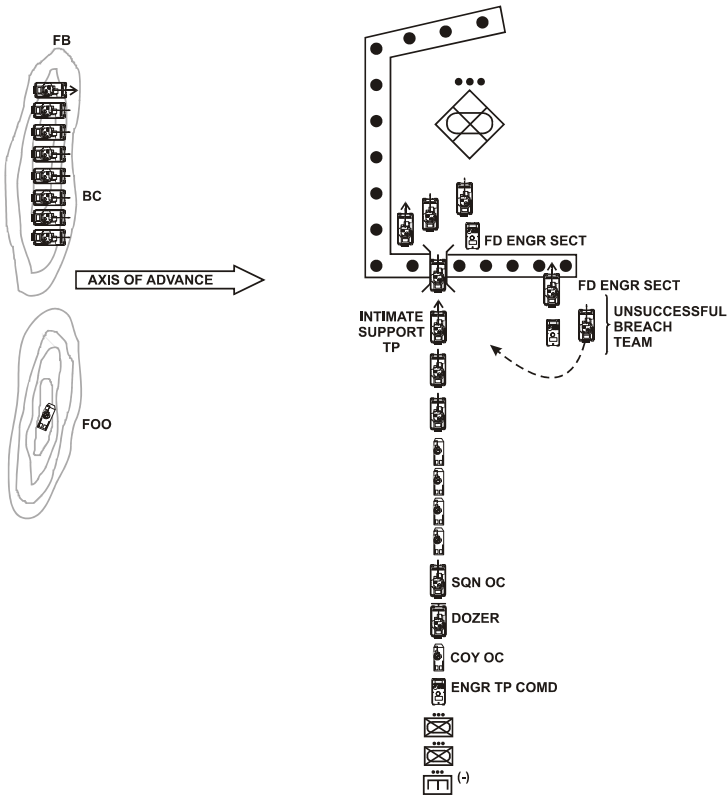 FB
BC
FD ENGR SECT
AXIS OF ADVANCE
FD ENGR SECT
INTIMATE
SUPPORT
TP
UNSUCCESSFUL
BREACH
TEAM
FOO
SQN OC
DOZER
COY OC
ENGR TP COMD
(-)